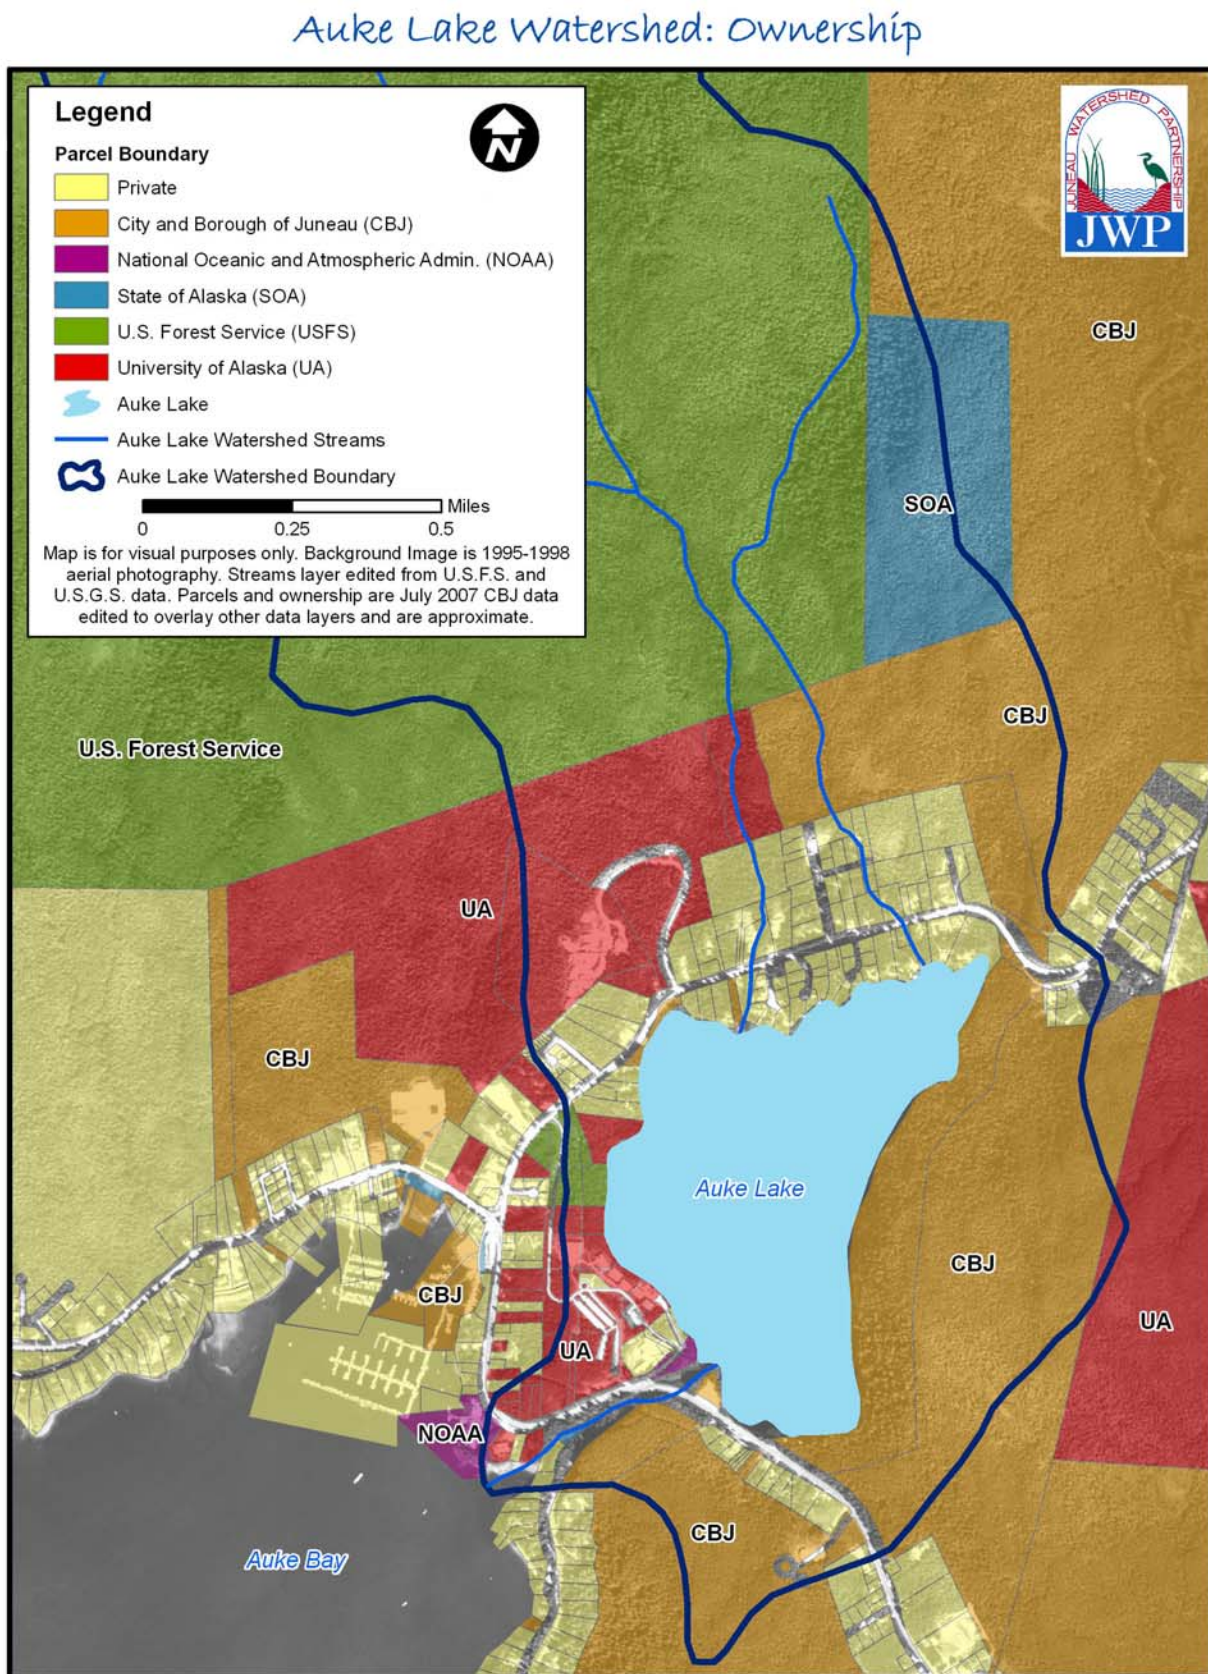 Auke Lake Watershed: Ownership
Legend
N
Parcel Boundary
Private
City and Borough of Juneau (CBJ)
National Oceanic and Atmospheric Admin. (NOAA)
State of Alaska (SOA)
U.S. Forest Service (USFS)
University of Alaska (UA)
Auke Lake
Auke Lake Watershed Streams
Auke Lake Watershed Boundary
Miles
0 0.25 0.5
Map is for visual purposes only. Background Image is 1995-1998
aerial photography. Streams layer edited from U.S.F.S. and
U.S.G.S. data. Parcels and ownership are July 2007 CBJ data
edited to overlay other data layers and are approximate.
JUNEAU WATERSHED PARTNERSHIP
JWP
CBJ
SOA
CBJ
U.S. Forest Service
UA
CBJ
Auke Lake
CBJ
CBJ
UA
UA
NOAA
CBJ
Auke Bay